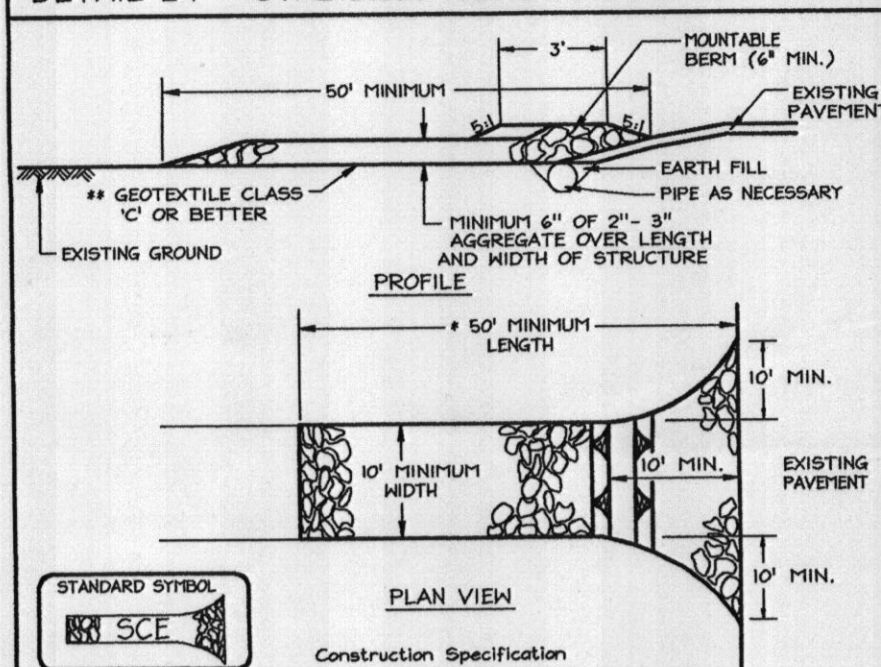 3'
MOUNTABLE
BERM (6" MIN.)
50' MINIMUM
EXISTING
PAVEMENT
5:1
5:1
** GEOTEXTILE CLASS
'C' OR BETTER
EARTH FILL
PIPE AS NECESSARY
EXISTING GROUND
MINIMUM 6" OF 2"- 3"
AGGREGATE OVER LENGTH
AND WIDTH OF STRUCTURE
PROFILE
* 50' MINIMUM
LENGTH
10' MIN.
10' MINIMUM
WIDTH
10' MIN.
EXISTING
PAVEMENT
10' MIN.
STANDARD SYMBOL
SCE
PLAN VIEW
Construction Specification